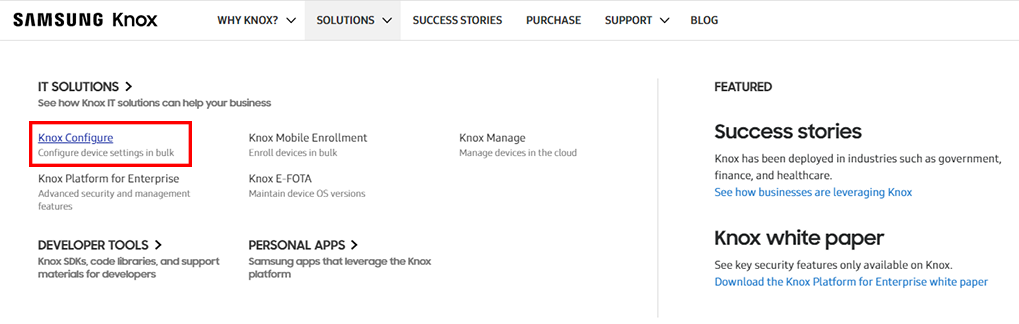 SAMSUNG Knox
WHY KNOX?
SOLUTIONS
SUCCESS STORIES
PURCHASE
SUPPORT
BLOG
IT SOLUTIONS
See how Knox IT solutions can help your business
Knox Configure
Configure device settings in bulk
Knox Mobile Enrollment
Enroll devices in bulk
Knox Manage
Manage devices in the cloud
Knox Platform for Enterprise
Advanced security and management
features
Knox E-FOTA
Maintain device OS versions
DEVELOPER TOOLS
Knox SDKs, code libraries, and support
materials for developers
PERSONAL APPS
Samsung apps that leverage the Knox
platform
FEATURED
Success stories
Knox has been deployed in industries such as government,
finance, and healthcare.
See how businesses are leveraging Knox
Knox white paper
See key security features only available on Knox.
Download the Knox Platform for Enterprise white paper